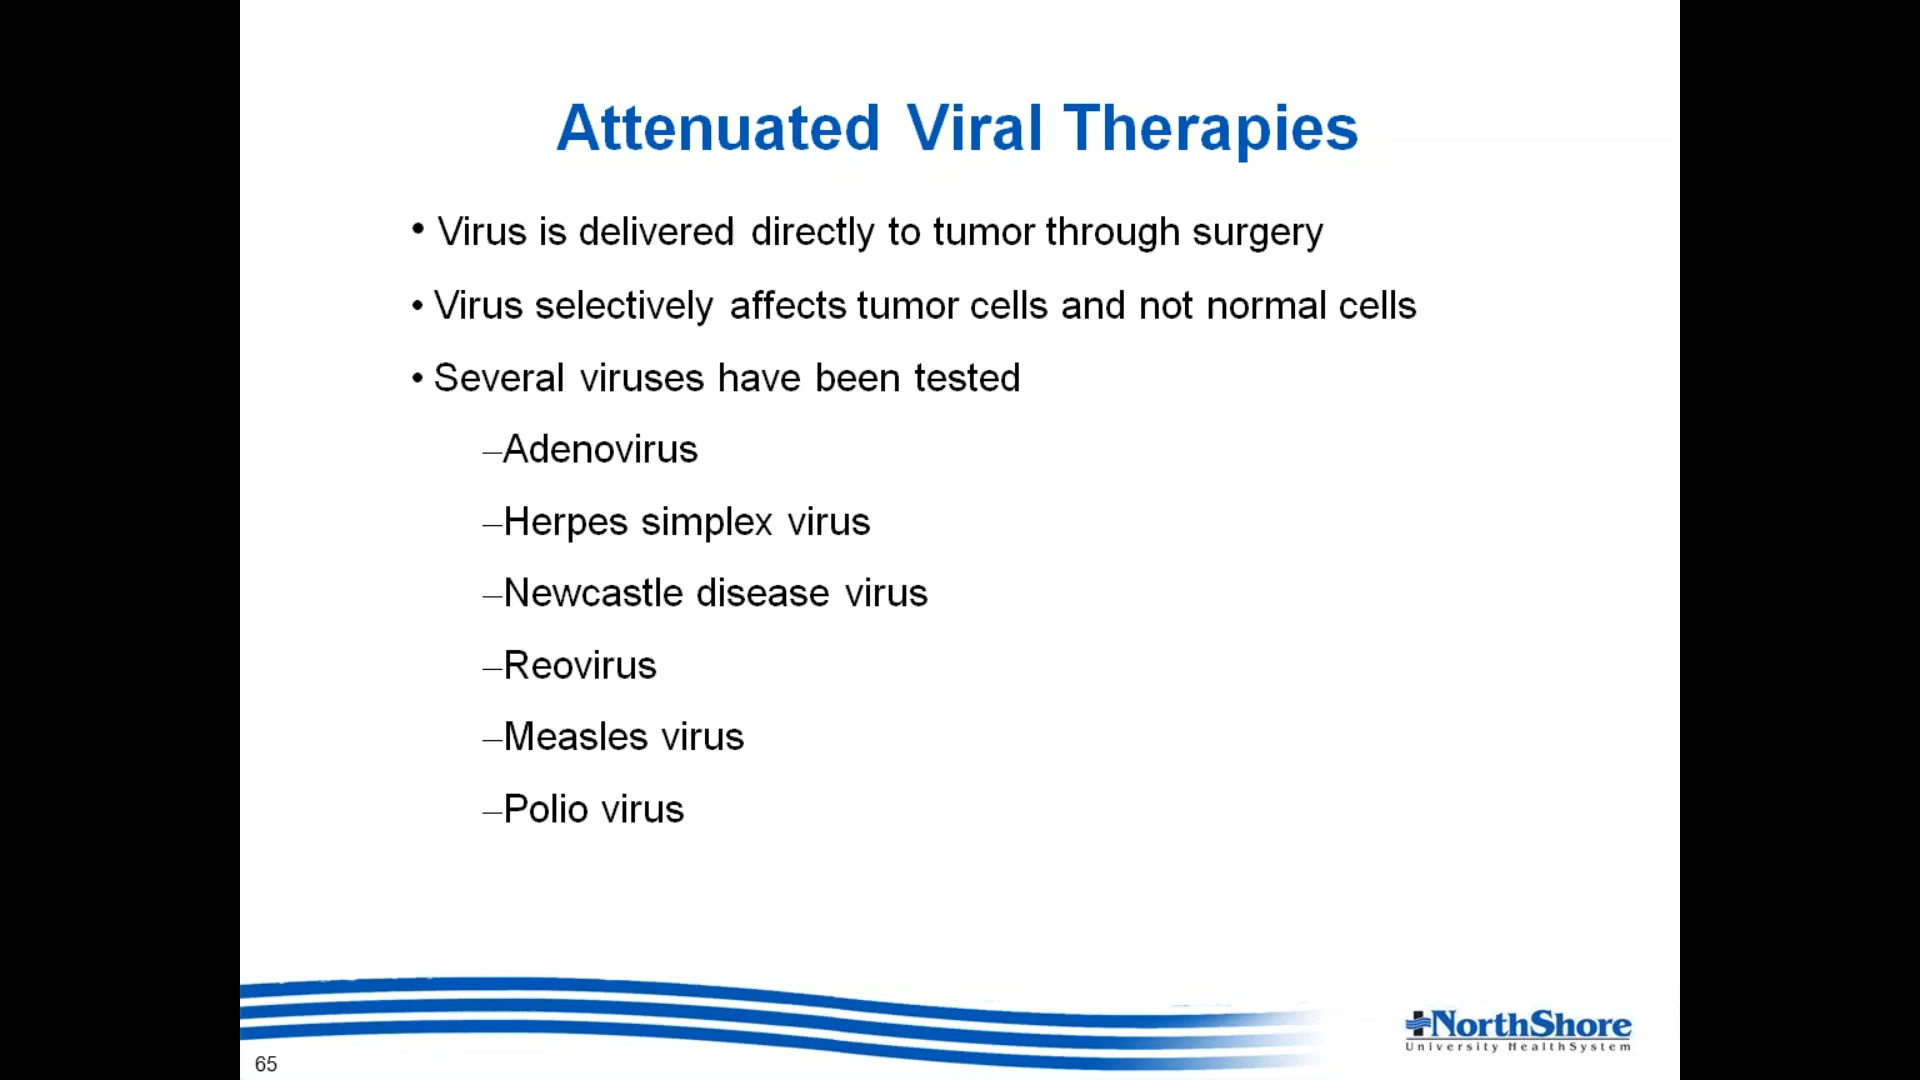 Attenuated Viral Therapies
• Virus is delivered directly to tumor through surgery
• Virus selectively affects tumor cells and not normal cells
• Several viruses have been tested
–Adenovirus
–Herpes simplex virus
–Newcastle disease virus
–Reovirus
–Measles virus
–Polio virus
NorthShore
University HealthSystem
65